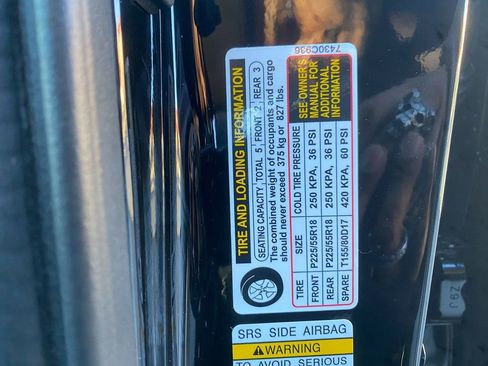 7430C936
TIRE AND LOADING INFORMATION
SEATING CAPACITY TOTAL 5 FRONT 2 REAR 3
The combined weight of occupants and cargo
should never exceed 375 kg or 827 lbs.
TIRE SIZE COLD TIRE PRESSURE
FRONT P225/55R18 250 KPA, 36 PSI
REAR P225/55R18 250 KPA, 36 PSI
SPARE T155/80D17 420 KPA, 60 PSI
SEE OWNER'S
MANUAL FOR
ADDITIONAL
INFORMATION
SRS SIDE AIRBAG
WARNING
TO AVOID SERIOUS